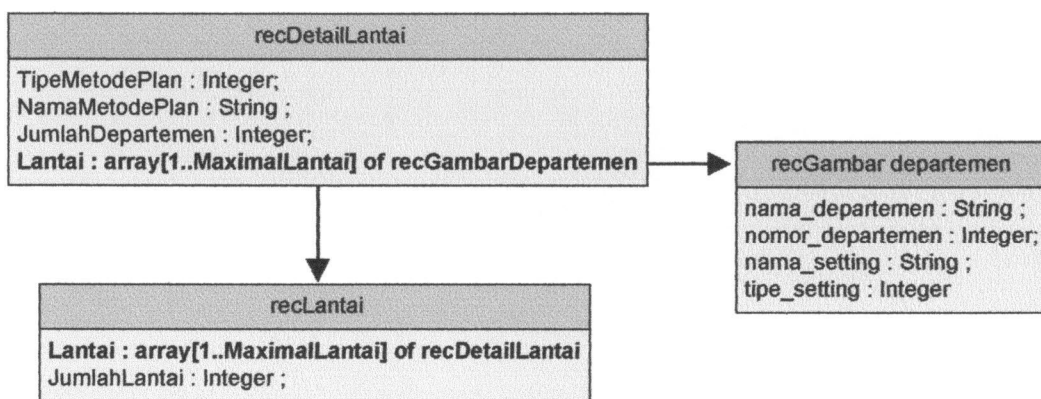 recDetailLantai
TipeMetodePlan : Integer;
NamaMetodePlan : String ;
JumlahDepartemen : Integer;
Lantai : array[1..MaximalLantai] of recGambarDepartemen
recGambar departemen
nama_departemen : String ;
nomor_departemen : Integer;
nama_setting : String ;
tipe_setting : Integer
recLantai
Lantai : array[1..MaximalLantai] of recDetailLantai
JumlahLantai : Integer ;